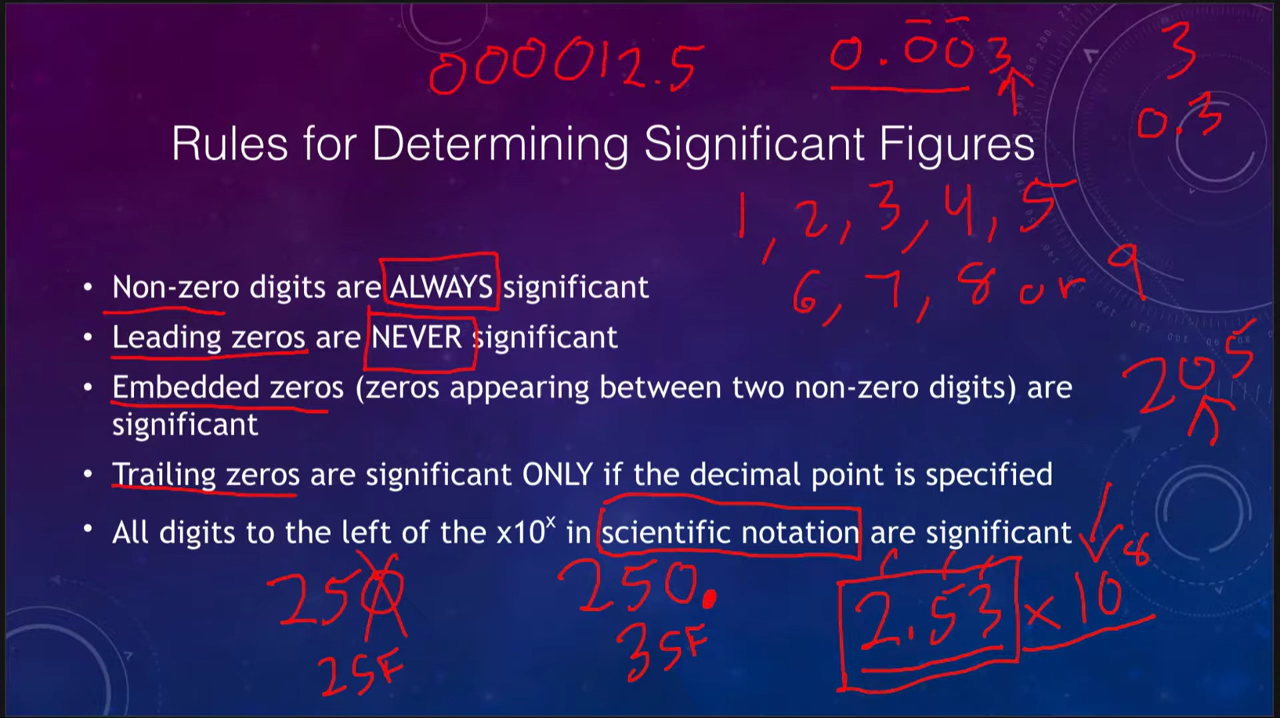 000012.5 0.003 3
0.3
Rules for Determining Significant Figures
1, 2, 3, 4, 5
6, 7, 8 or 9
• Non-zero digits are ALWAYS significant
• Leading zeros are NEVER significant
205
• Embedded zeros (zeros appearing between two non-zero digits) are
significant
• Trailing zeros are significant ONLY if the decimal point is specified
• All digits to the left of the x10ˣ in scientific notation are significant
250 250. 2.53 x 10⁸
2SF 3SF